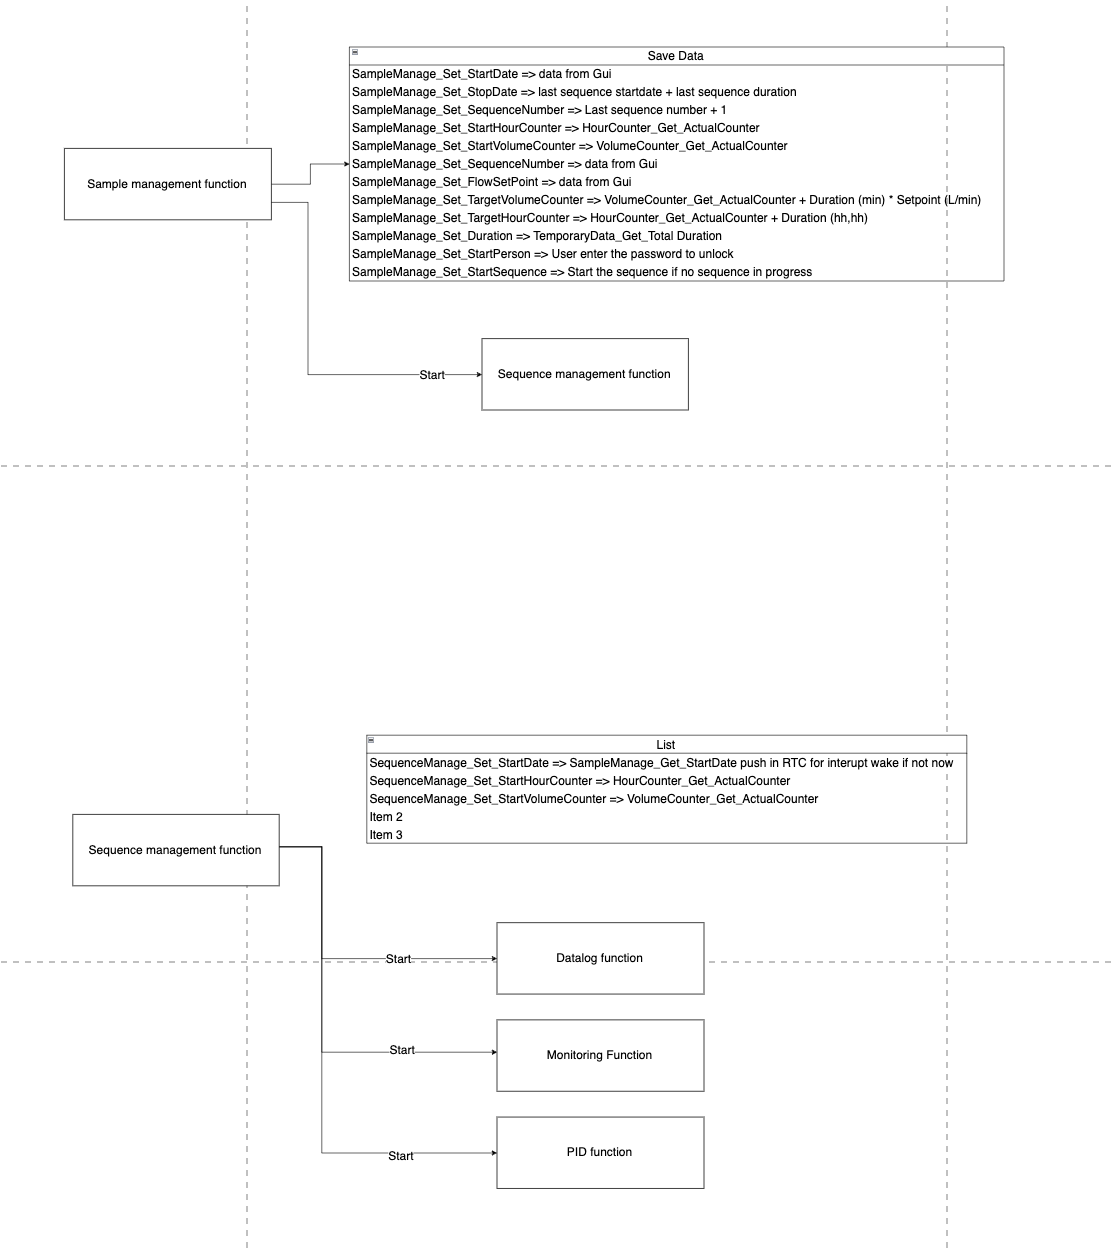 Save Data
SampleManage_Set_StartDate => data from Gui
SampleManage_Set_StopDate => last sequence startdate + last sequence duration
SampleManage_Set_SequenceNumber => Last sequence number + 1
SampleManage_Set_StartHourCounter => HourCounter_Get_ActualCounter
SampleManage_Set_StartVolumeCounter => VolumeCounter_Get_ActualCounter
SampleManage_Set_SequenceNumber => data from Gui
SampleManage_Set_FlowSetPoint => data from Gui
SampleManage_Set_TargetVolumeCounter => VolumeCounter_Get_ActualCounter + Duration (min) * Setpoint (L/min)
SampleManage_Set_TargetHourCounter => HourCounter_Get_ActualCounter + Duration (hh,hh)
SampleManage_Set_Duration => TemporaryData_Get_Total Duration
SampleManage_Set_StartPerson => User enter the password to unlock
SampleManage_Set_StartSequence => Start the sequence if no sequence in progress
Sample management function
Start
Sequence management function
List
SequenceManage_Set_StartDate => SampleManage_Get_StartDate push in RTC for interupt wake if not now
SequenceManage_Set_StartHourCounter => HourCounter_Get_ActualCounter
SequenceManage_Set_StartVolumeCounter => VolumeCounter_Get_ActualCounter
Item 2
Item 3
Sequence management function
Start
Datalog function
Start
Monitoring Function
Start
PID function